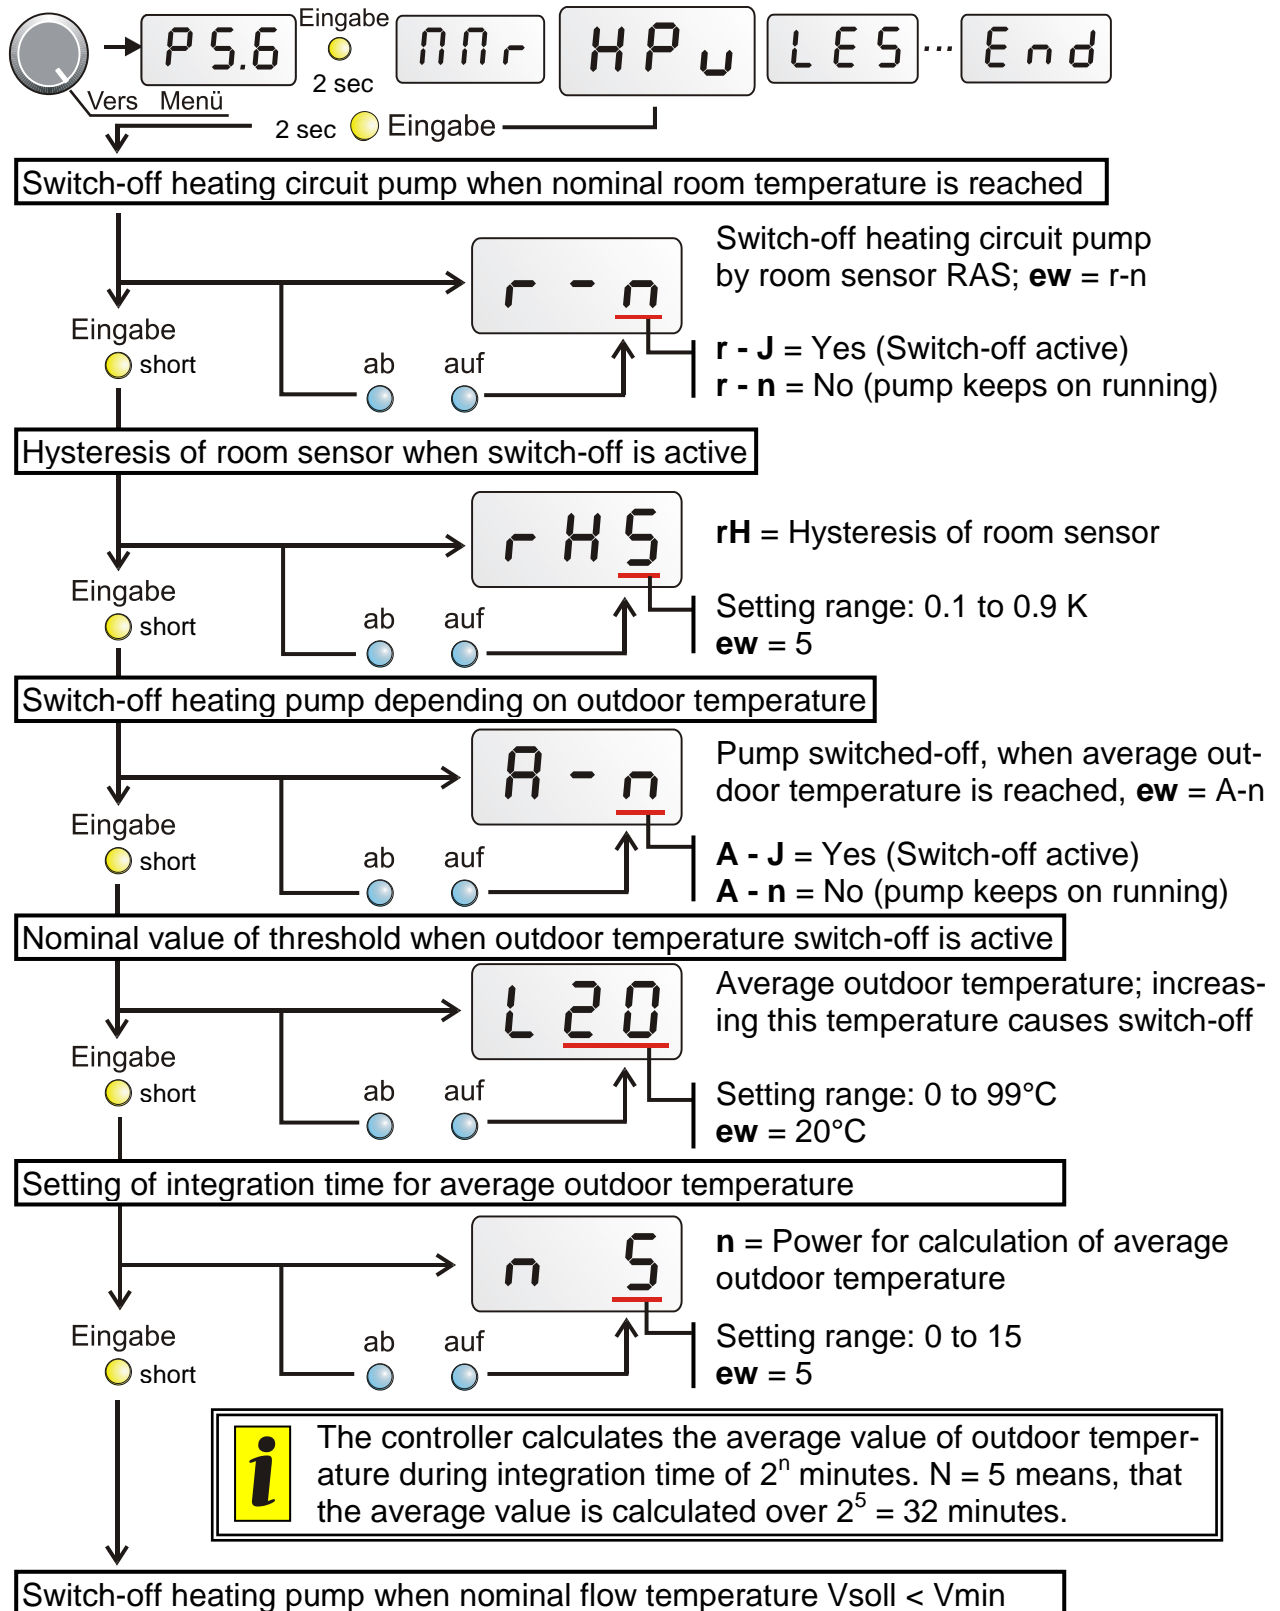 Eingabe
P 5.6
2 sec
ΠΠr
HPu
LES
...
End
Vers Menü
2 sec Eingabe
Switch-off heating circuit pump when nominal room temperature is reached
Switch-off heating circuit pump
by room sensor RAS; ew = r-n
r - n
Eingabe
short
ab auf
r - J = Yes (Switch-off active)
r - n = No (pump keeps on running)
Hysteresis of room sensor when switch-off is active
r H 5
rH = Hysteresis of room sensor
Eingabe
short
ab auf
Setting range: 0.1 to 0.9 K
ew = 5
Switch-off heating pump depending on outdoor temperature
Pump switched-off, when average out-
door temperature is reached, ew = A-n
A - n
Eingabe
short
ab auf
A - J = Yes (Switch-off active)
A - n = No (pump keeps on running)
Nominal value of threshold when outdoor temperature switch-off is active
Average outdoor temperature; increas-
ing this temperature causes switch-off
L 20
Eingabe
short
ab auf
Setting range: 0 to 99°C
ew = 20°C
Setting of integration time for average outdoor temperature
n 5
n = Power for calculation of average
outdoor temperature
Eingabe
short
ab auf
Setting range: 0 to 15
ew = 5
i
The controller calculates the average value of outdoor temper-
ature during integration time of 2ⁿ minutes. N = 5 means, that
the average value is calculated over 2⁵ = 32 minutes.
Switch-off heating pump when nominal flow temperature Vsoll < Vmin